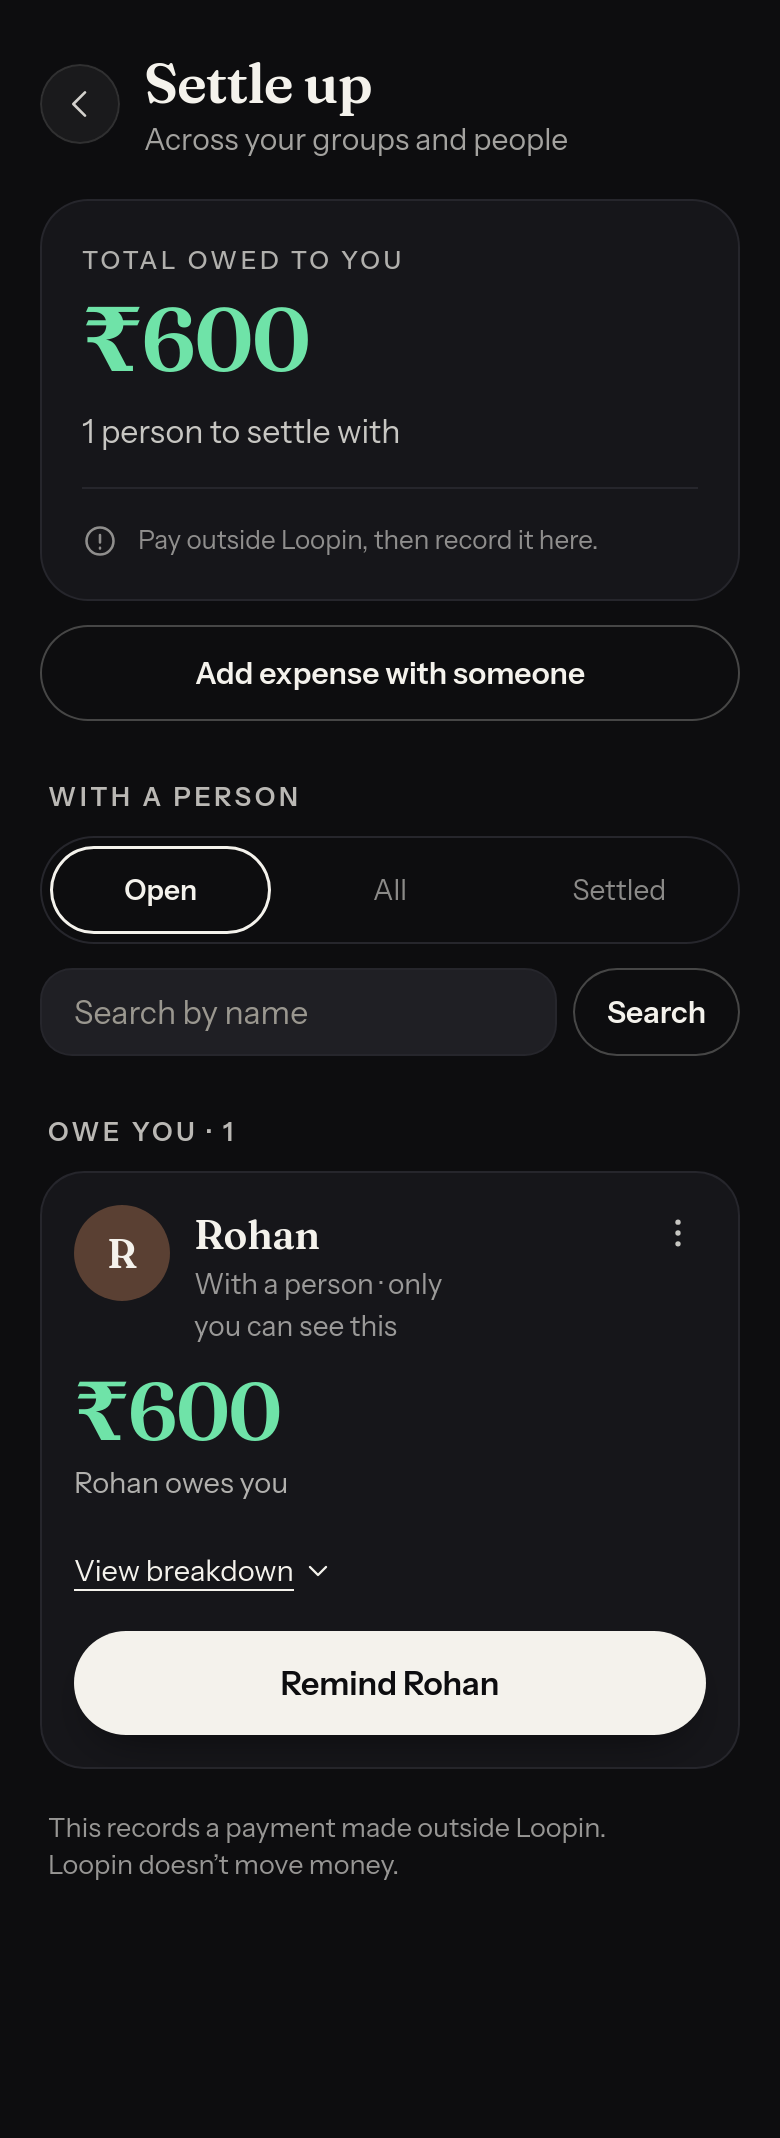 Settle up
Across your groups and people
TOTAL OWED TO YOU
₹600
1 person to settle with
Pay outside Loopin, then record it here.
Add expense with someone
WITH A PERSON
Open All Settled
Search by name Search
OWE YOU · 1
R
Rohan
With a person · only
you can see this
₹600
Rohan owes you
View breakdown
Remind Rohan
This records a payment made outside Loopin.
Loopin doesn’t move money.